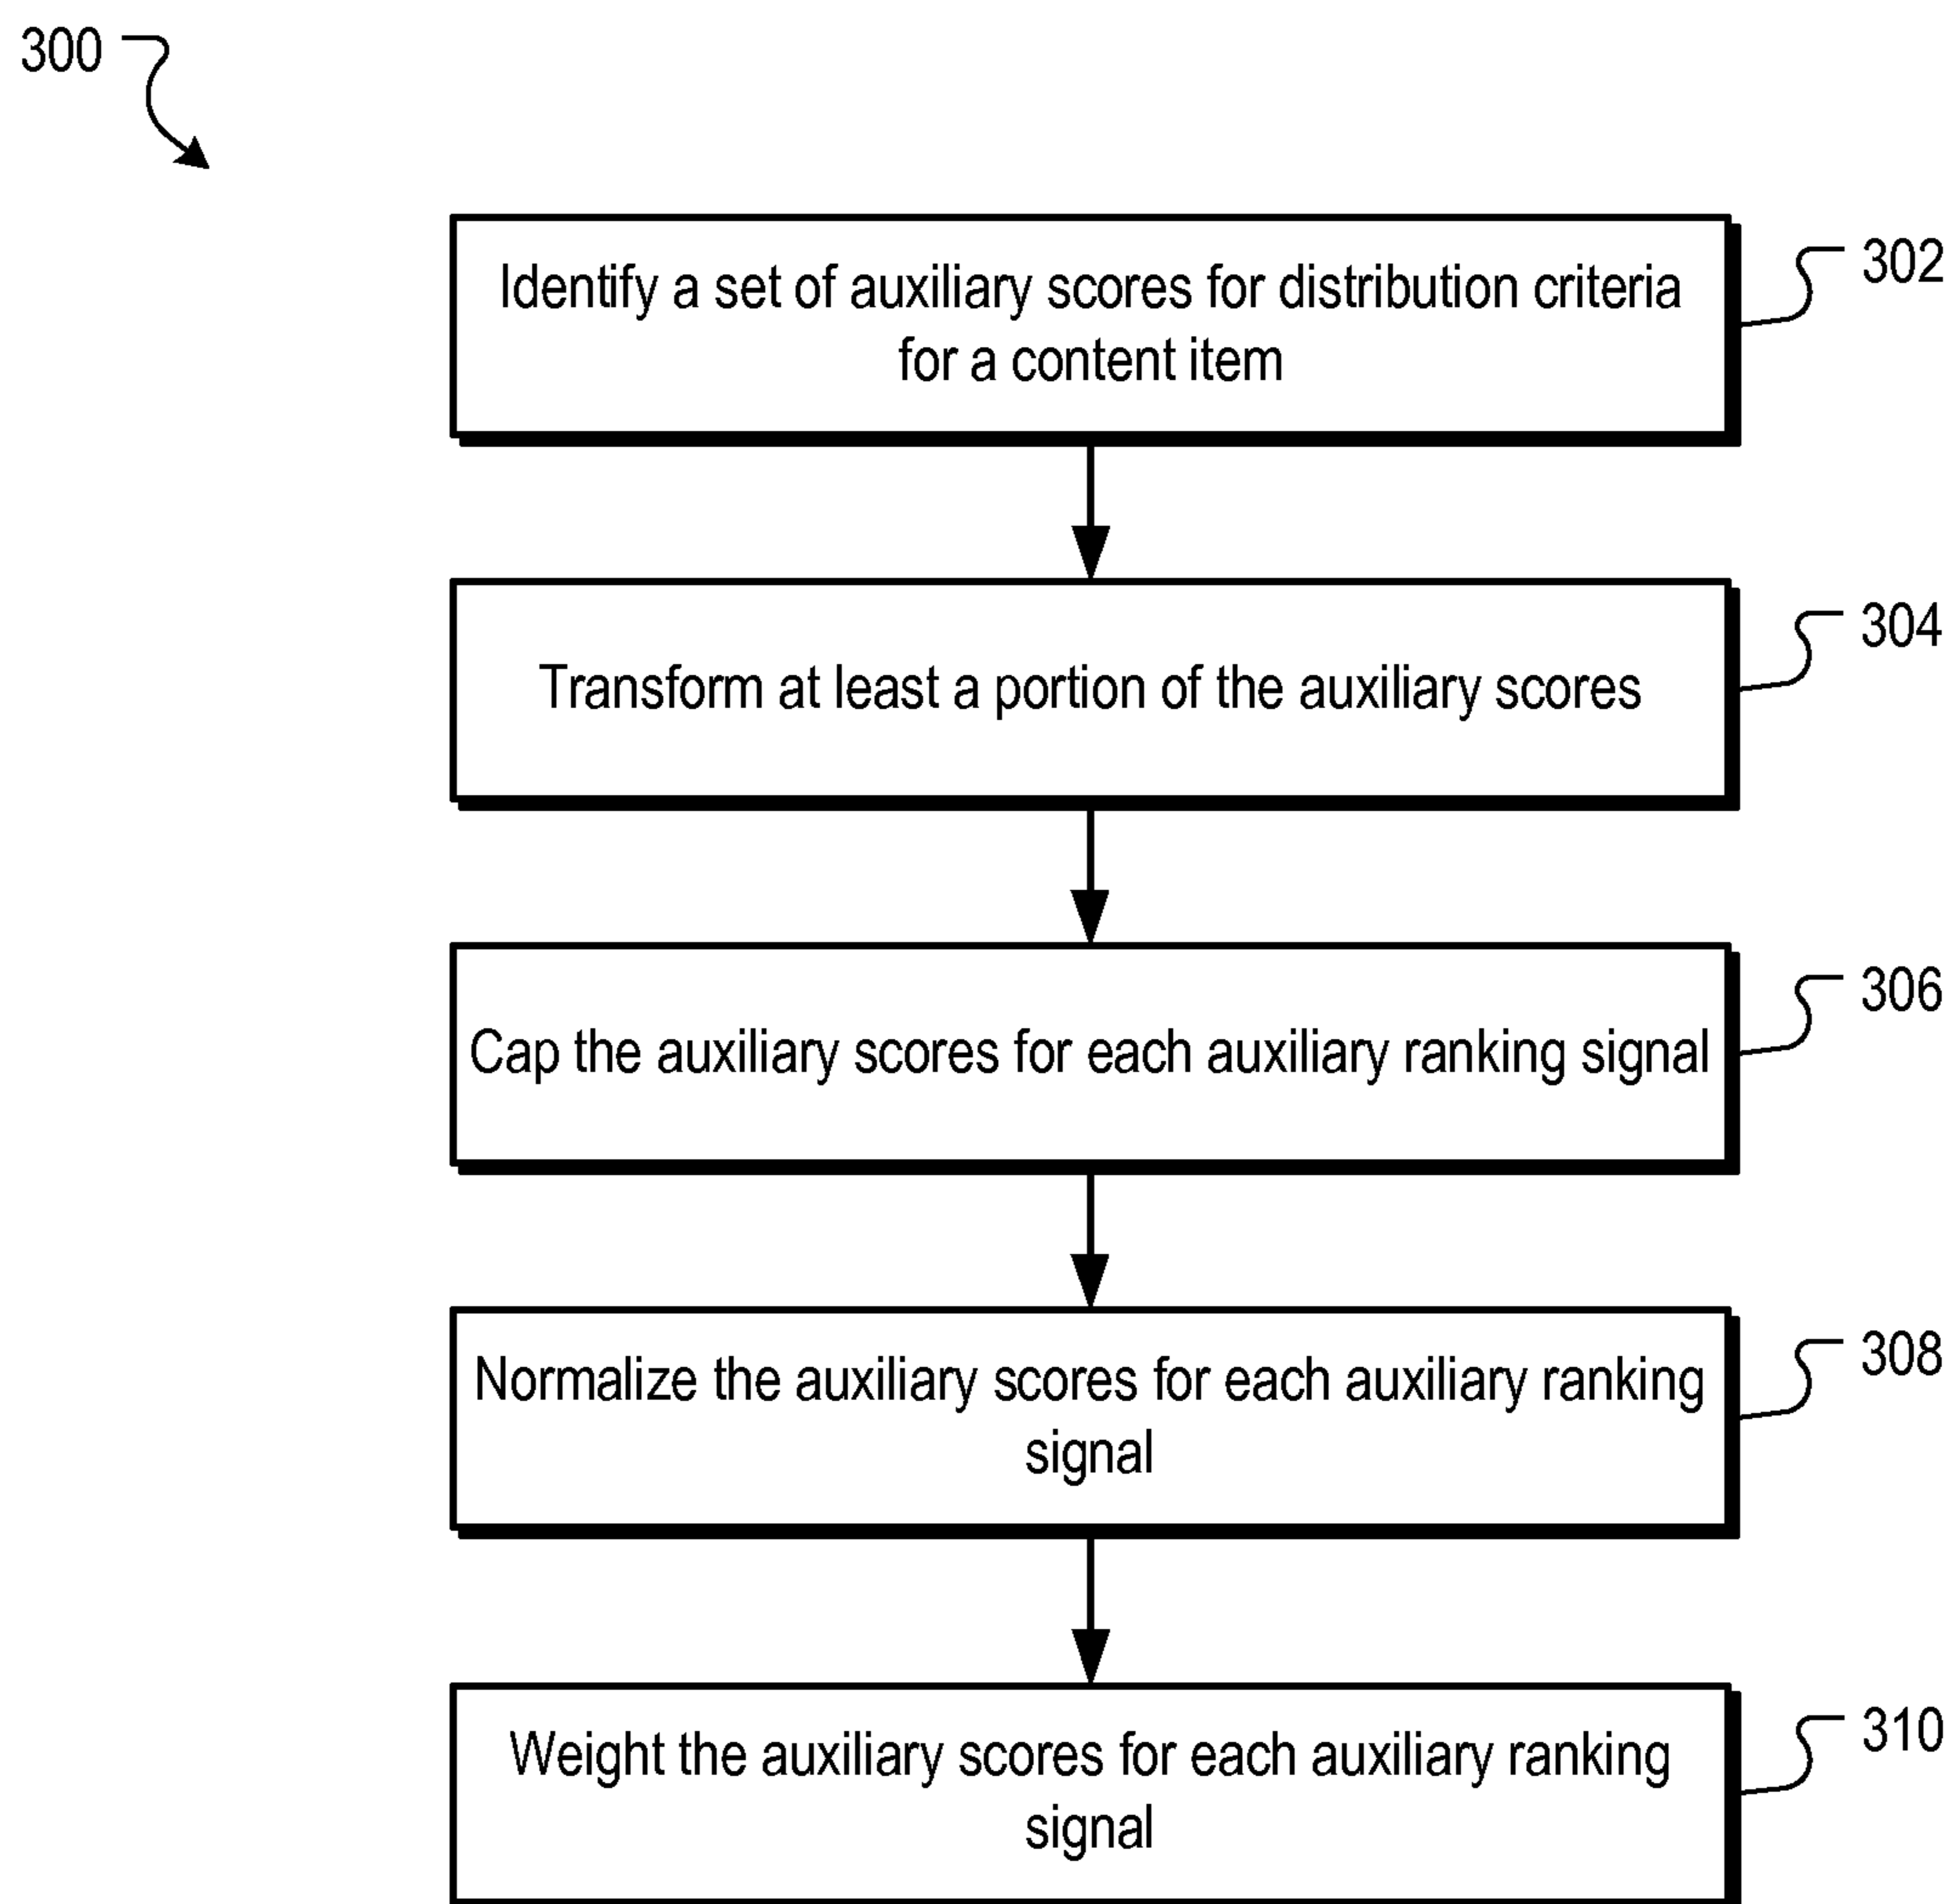 300
Identify a set of auxiliary scores for distribution criteria
for a content item
302
Transform at least a portion of the auxiliary scores
304
Cap the auxiliary scores for each auxiliary ranking signal
306
Normalize the auxiliary scores for each auxiliary ranking
signal
308
Weight the auxiliary scores for each auxiliary ranking
signal
310